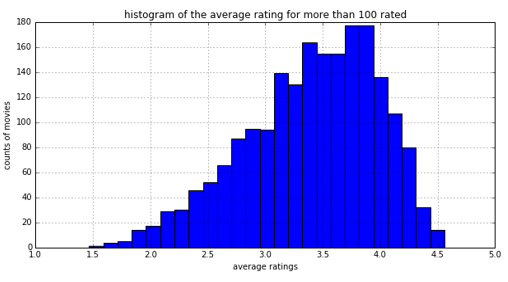 histogram of the average rating for more than 100 rated
180
160
140
120
100
80
60
40
20
0
counts of movies
1.0 1.5 2.0 2.5 3.0 3.5 4.0 4.5 5.0
average ratings